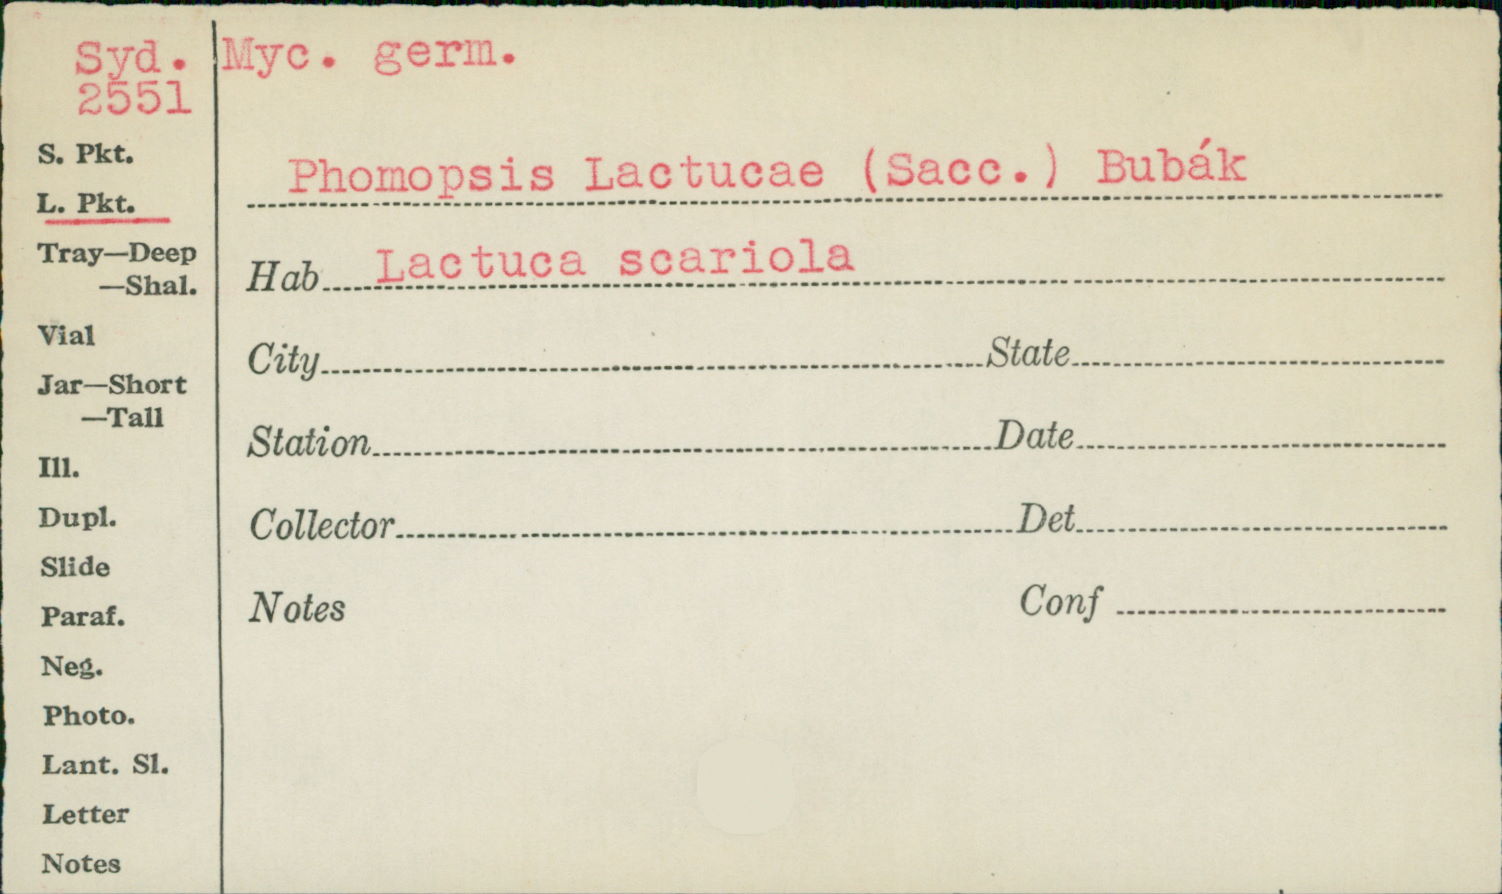 Syd. Myc. germ.
2551
S. Pkt.
L. Pkt.
Tray—Deep
—Shal.
Vial
Jar—Short
—Tall
Ill.
Dupl.
Slide
Paraf.
Neg.
Photo.
Lant. Sl.
Letter
Notes
Phomopsis Lactucae (Sacc.) Bubák
Hab Lactuca scariola
City State
Station Date
Collector Det
Notes Conf